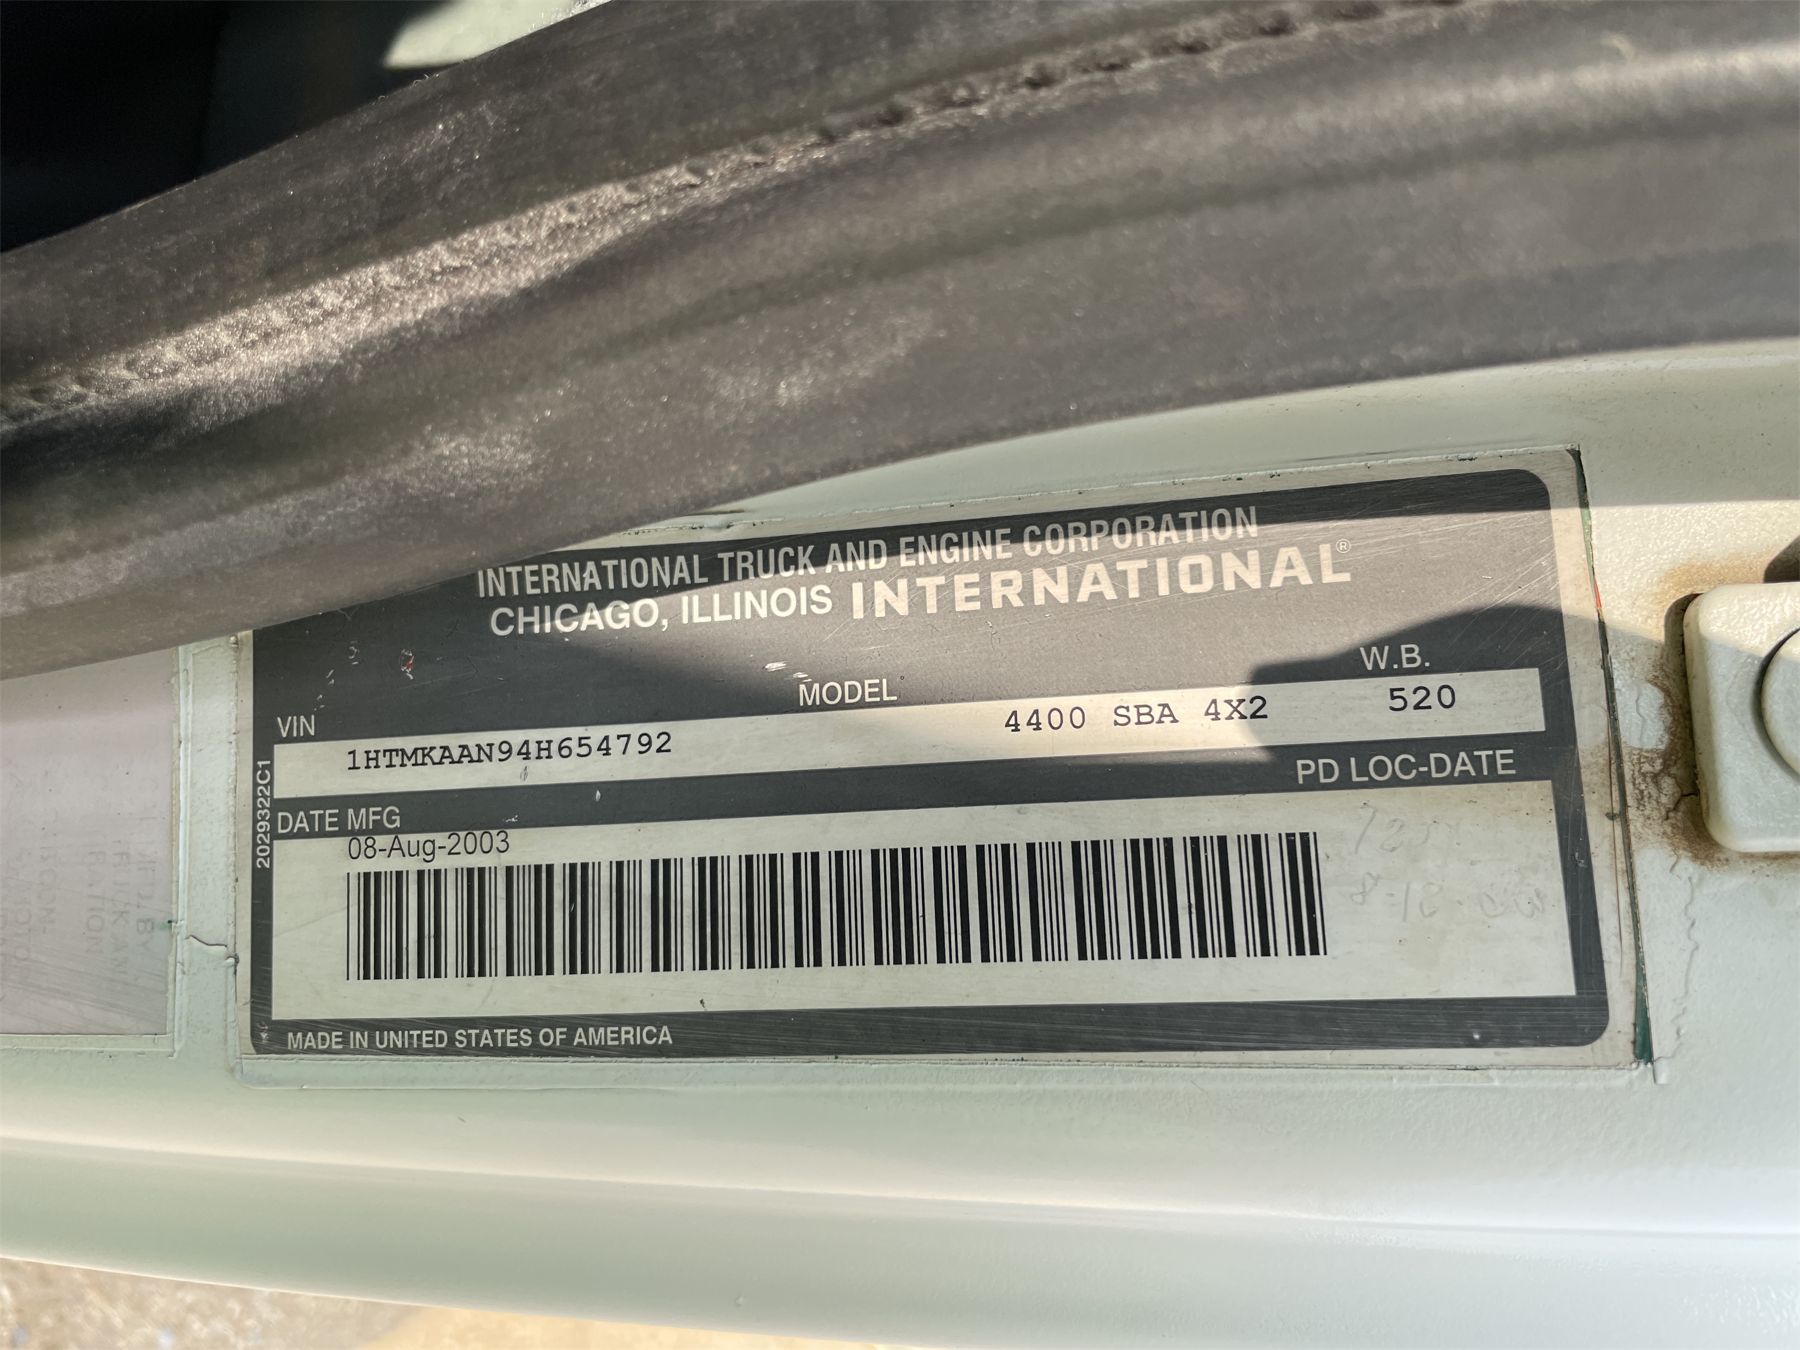 INTERNATIONAL TRUCK AND ENGINE CORPORATION
CHICAGO, ILLINOIS INTERNATIONAL®
VIN MODEL W.B.
1HTMKAAN94H654792 4400 SBA 4X2 520
DATE MFG PD LOC-DATE
08-Aug-2003
MADE IN UNITED STATES OF AMERICA
2029322C1